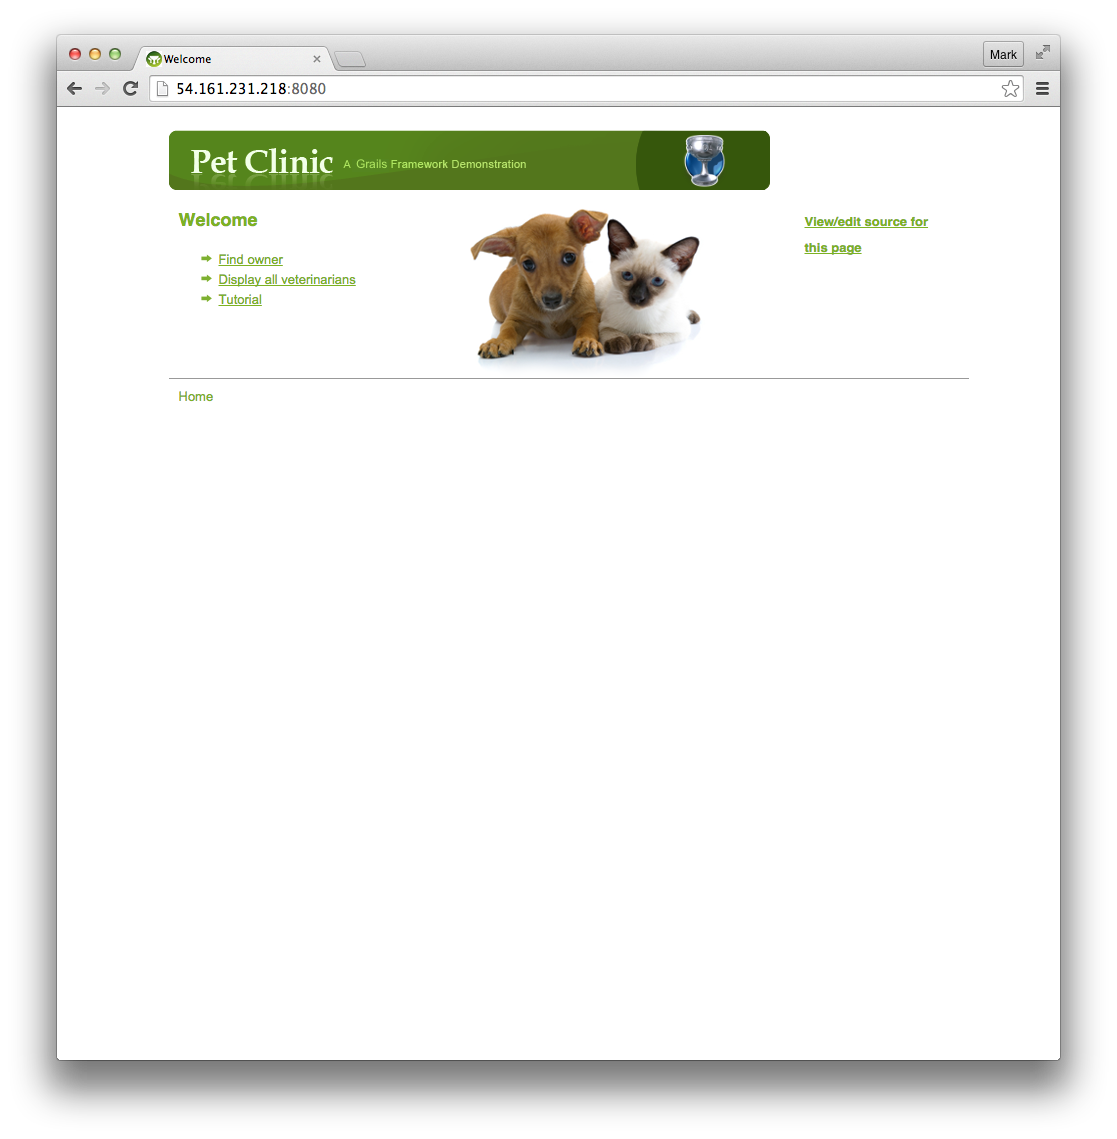 Welcome
Mark
54.161.231.218:8080
Pet Clinic A Grails Framework Demonstration
Welcome
Find owner
Display all veterinarians
Tutorial
View/edit source for
this page
Home